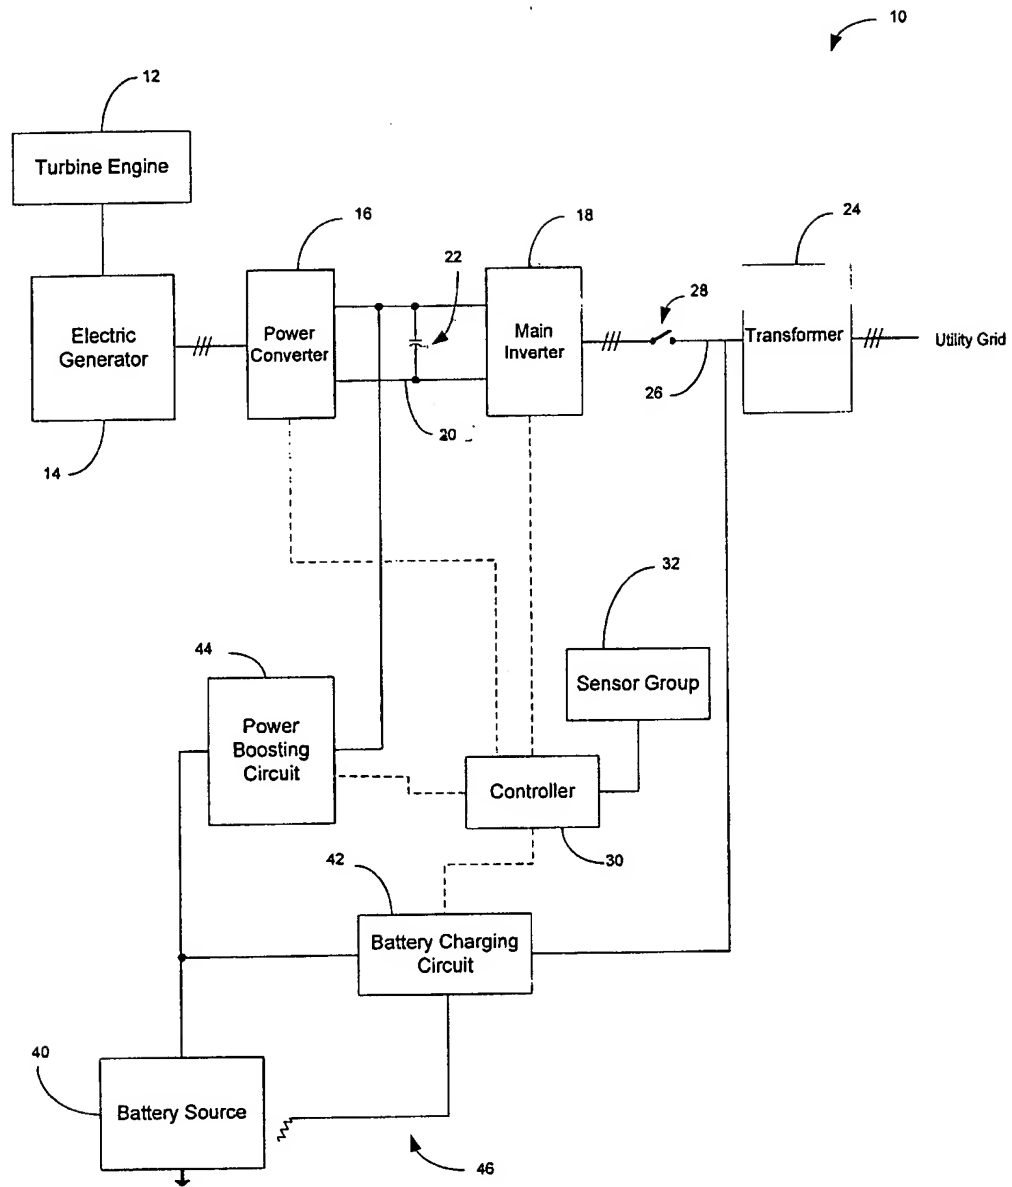 10
12
Turbine Engine
16
18
24
22
28
Electric
Generator
Power
Converter
Main
Inverter
Transformer
Utility Grid
26
20
14
32
44
Sensor Group
Power
Boosting
Circuit
Controller
42
30
Battery Charging
Circuit
40
Battery Source
46